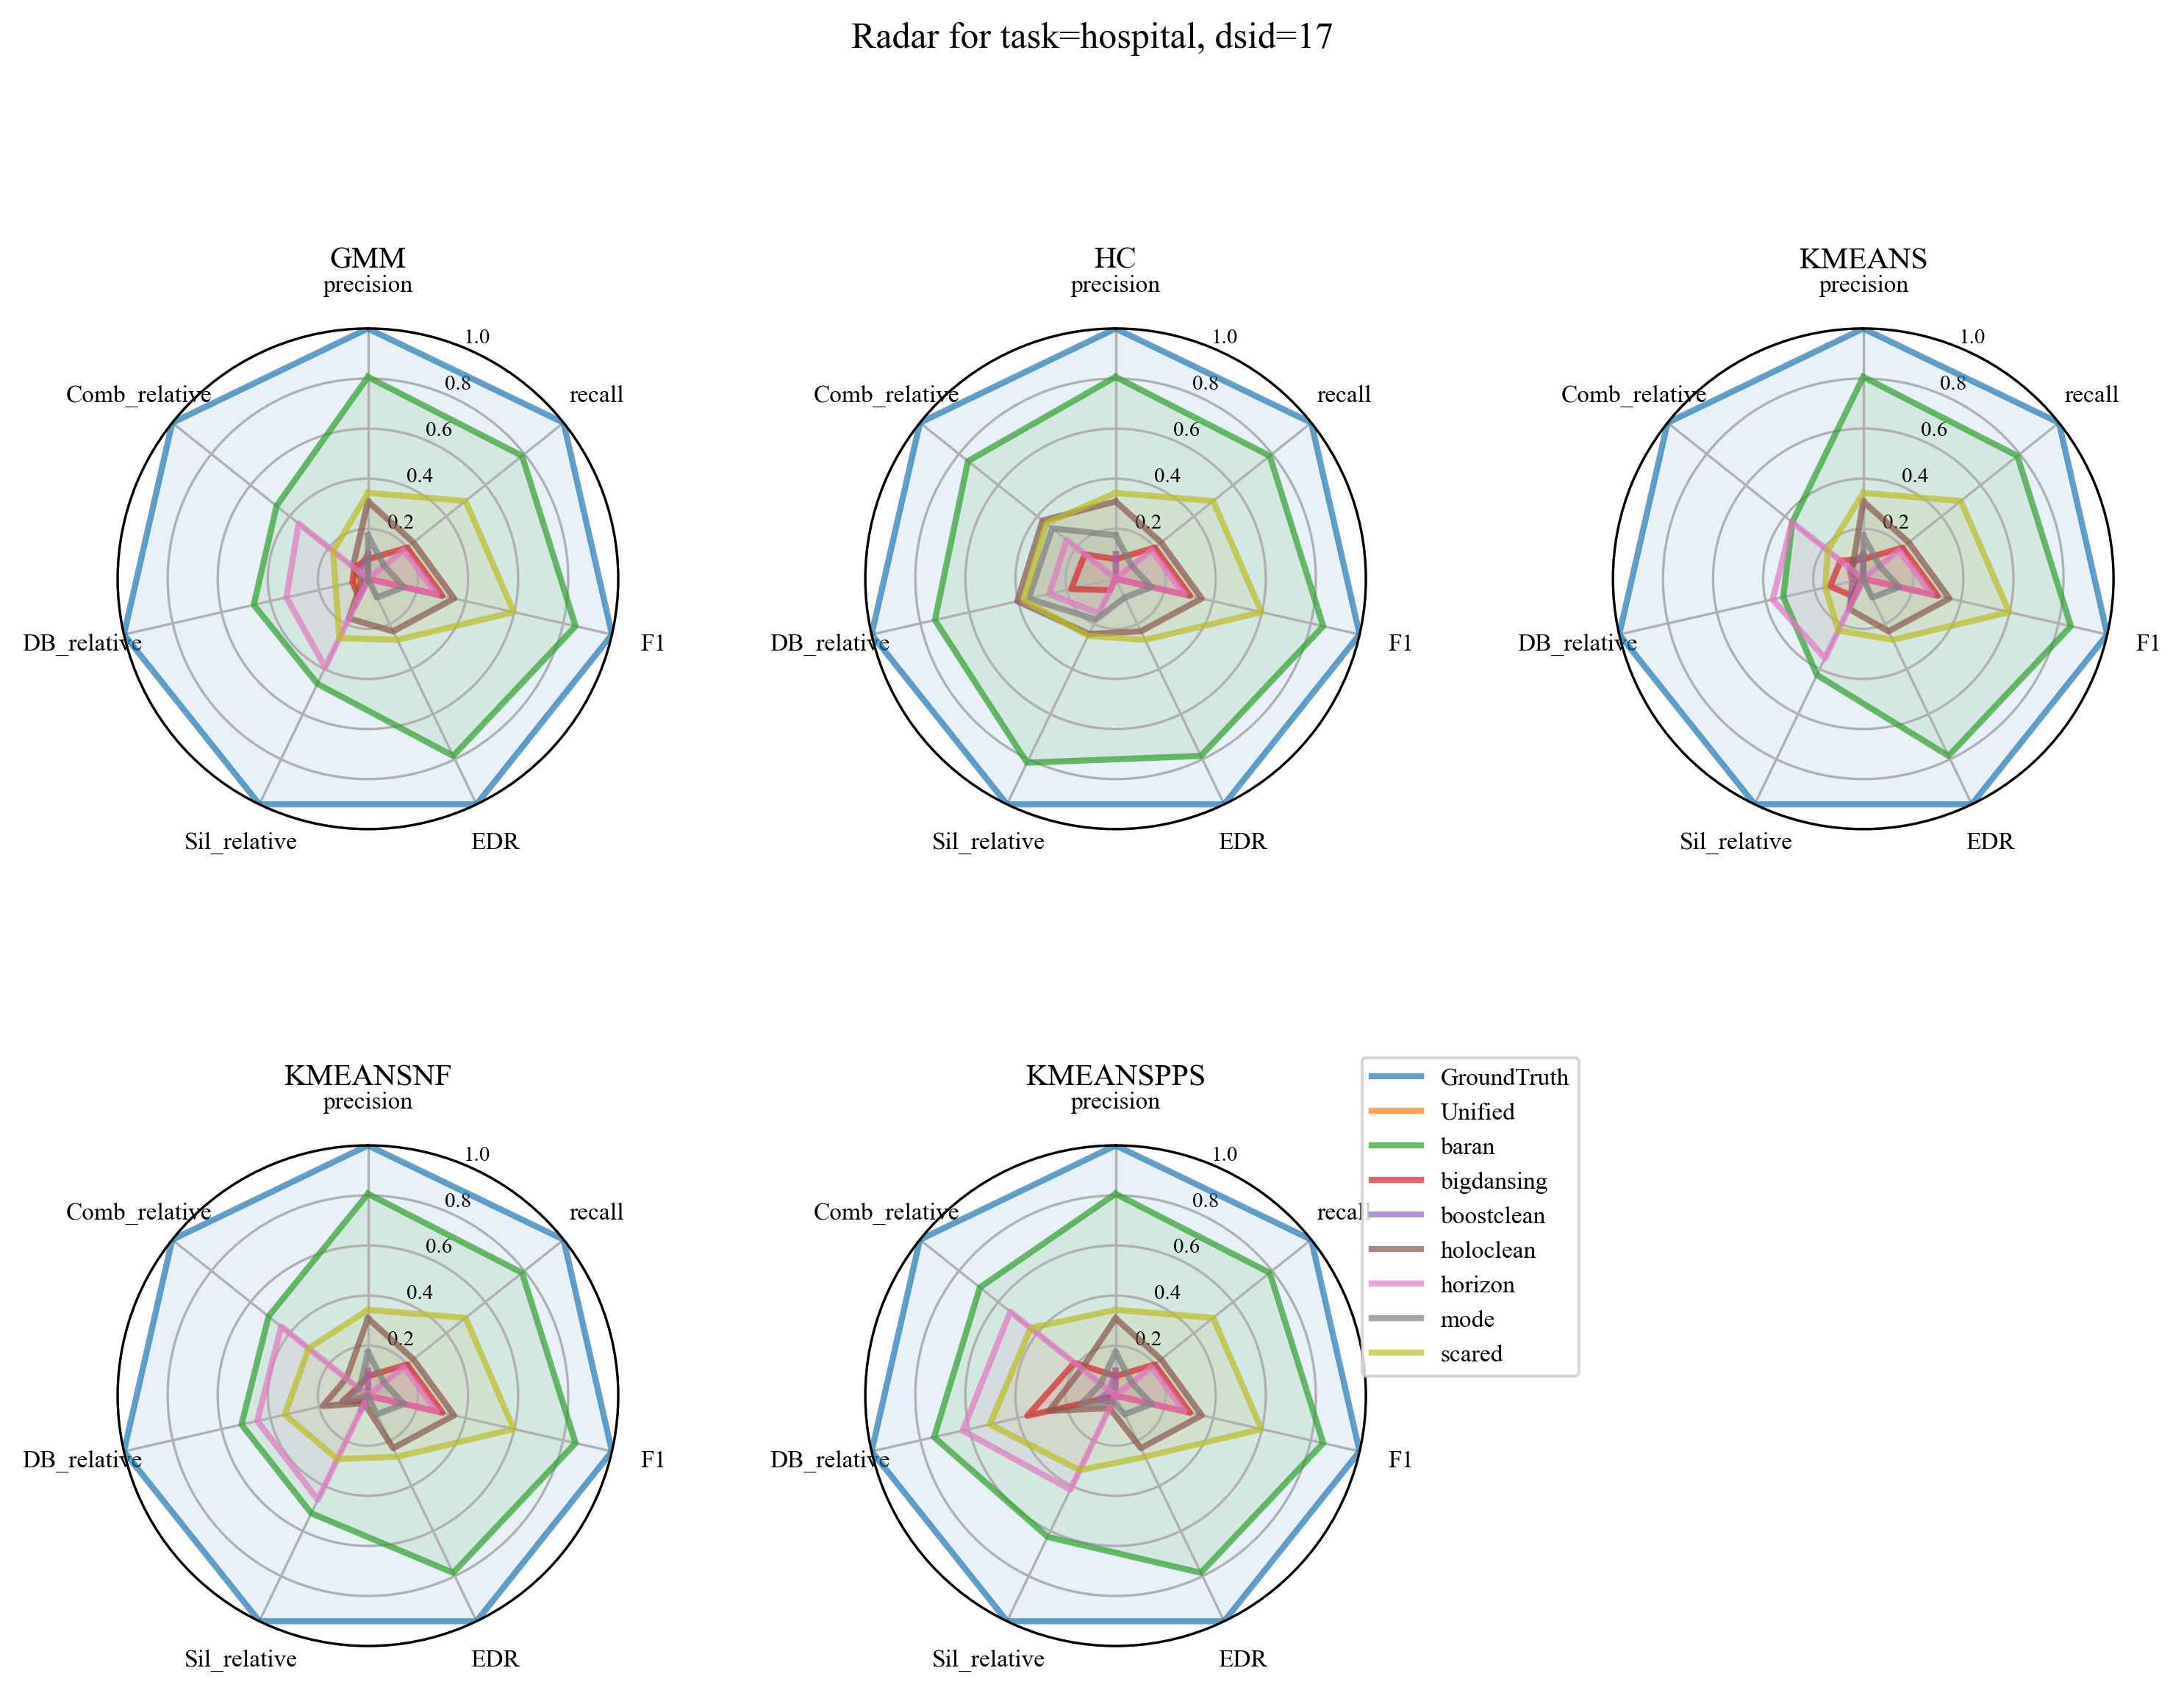 Radar for task=hospital, dsid=17
GMM
precision
1.0
0.8
0.6
0.4
0.2
Comb_relative
recall
DB_relative
F1
Sil_relative
EDR
HC
precision
1.0
0.8
0.6
0.4
0.2
Comb_relative
recall
DB_relative
F1
Sil_relative
EDR
KMEANS
precision
1.0
0.8
0.6
0.4
0.2
Comb_relative
recall
DB_relative
F1
Sil_relative
EDR
KMEANSNF
precision
1.0
0.8
0.6
0.4
0.2
Comb_relative
recall
DB_relative
F1
Sil_relative
EDR
KMEANSPPS
precision
1.0
0.8
0.6
0.4
0.2
Comb_relative
recall
DB_relative
F1
Sil_relative
EDR
GroundTruth
Unified
baran
bigdansing
boostclean
holoclean
horizon
mode
scared